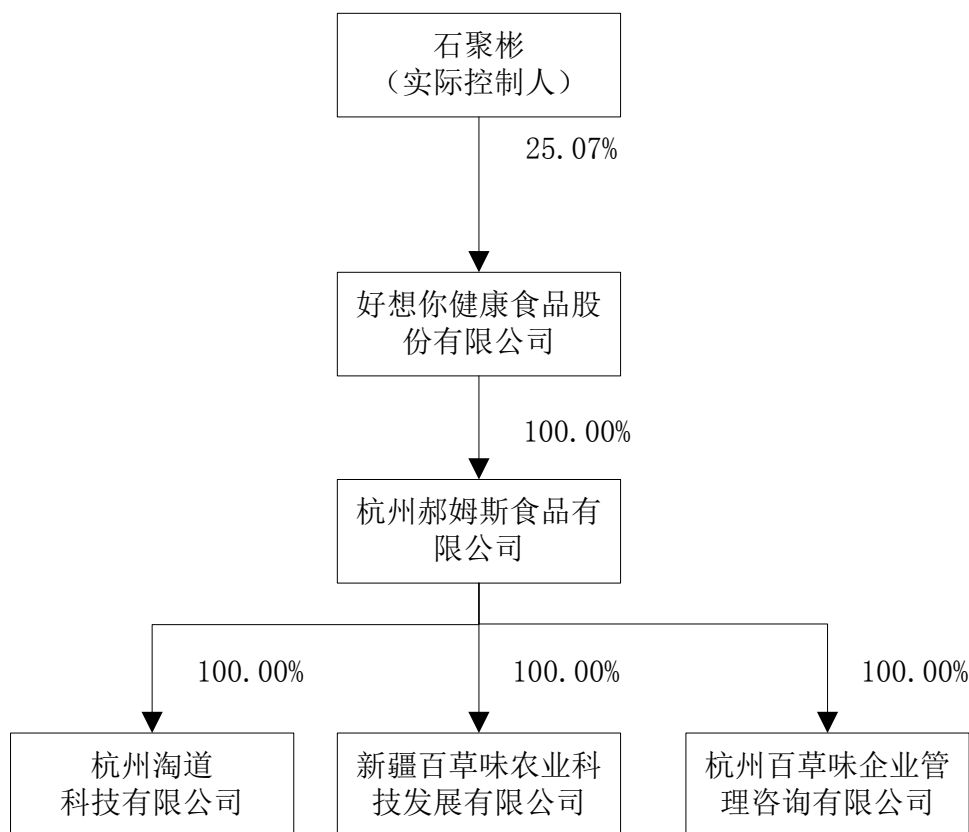 石聚彬
（实际控制人）
25.07%
好想你健康食品股
份有限公司
100.00%
杭州郝姆斯食品有
限公司
100.00%
100.00%
100.00%
杭州淘道
科技有限公司
新疆百草味农业科
技发展有限公司
杭州百草味企业管
理咨询有限公司